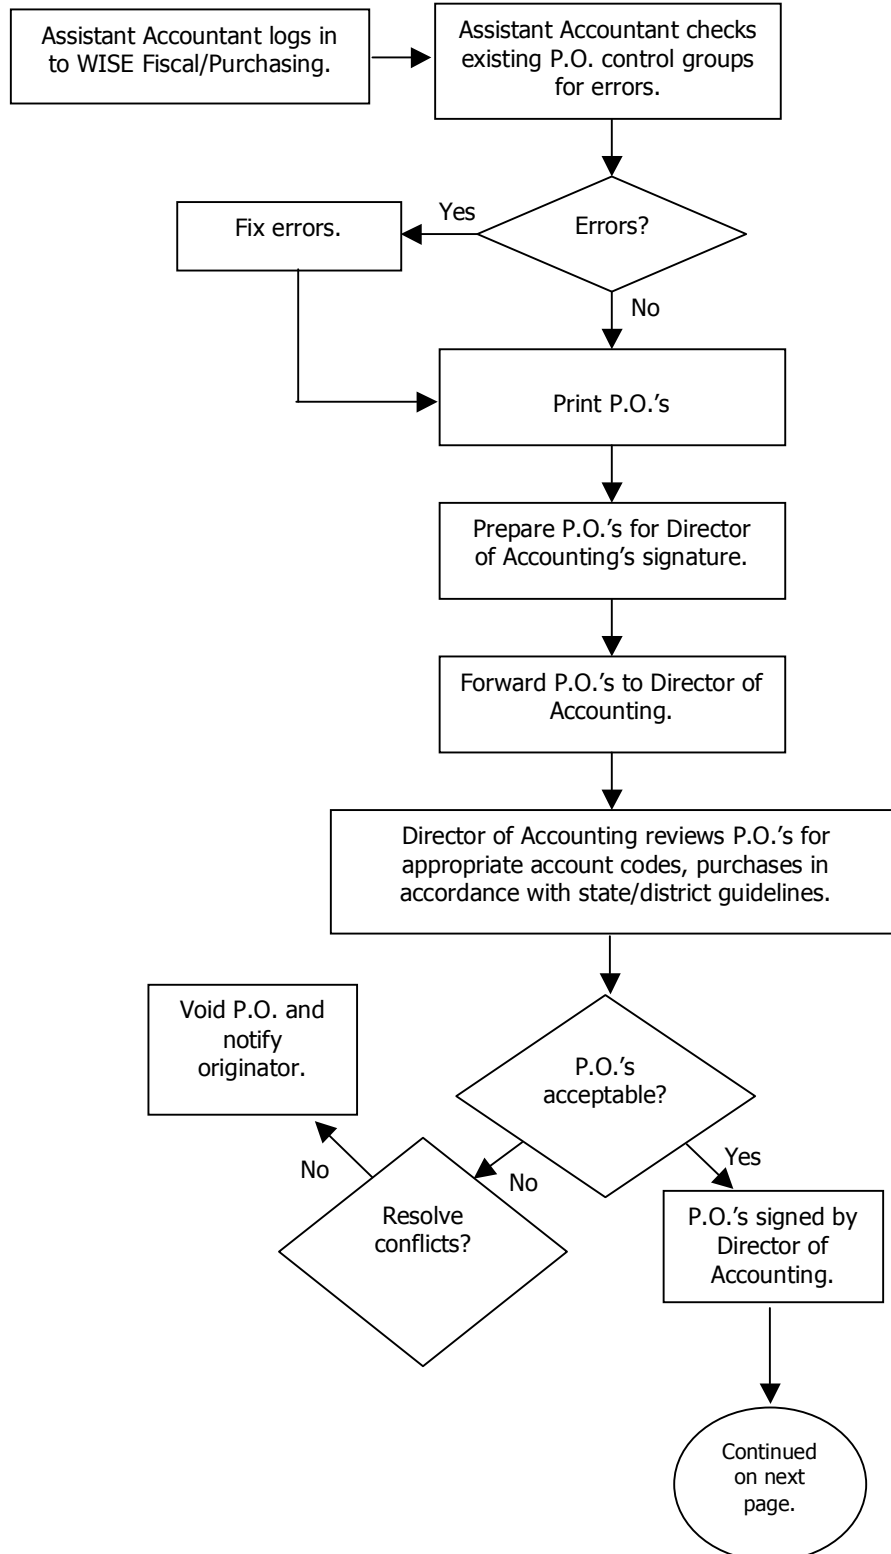 Assistant Accountant logs in
to WISE Fiscal/Purchasing.
Assistant Accountant checks
existing P.O. control groups
for errors.
Yes
Fix errors.
Errors?
No
Print P.O.’s
Prepare P.O.’s for Director
of Accounting’s signature.
Forward P.O.’s to Director of
Accounting.
Director of Accounting reviews P.O.’s for
appropriate account codes, purchases in
accordance with state/district guidelines.
Void P.O. and
notify
originator.
P.O.’s
acceptable?
No
No
Yes
Resolve
conflicts?
P.O.’s signed by
Director of
Accounting.
Continued
on next
page.